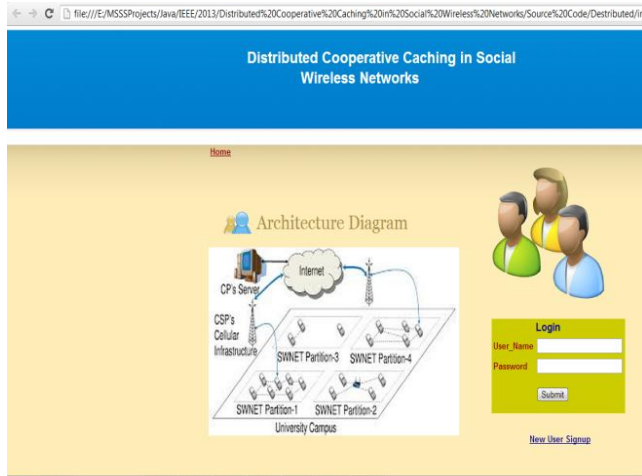 file:///E:/MSSSProjects/Java/IEEE/2013/Distributed%20Cooperative%20Caching%20in%20Social%20Wireless%20Networks/Source%20Code/Destributed/in
Distributed Cooperative Caching in Social
Wireless Networks
Home
Architecture Diagram
CP's Server
Internet
CSP's
Cellular
Infrastructure
SWNET Partition-3
SWNET Partition-4
SWNET Partition-1
SWNET Partition-2
University Campus
Login
User_Name
Password
Submit
New User Signup